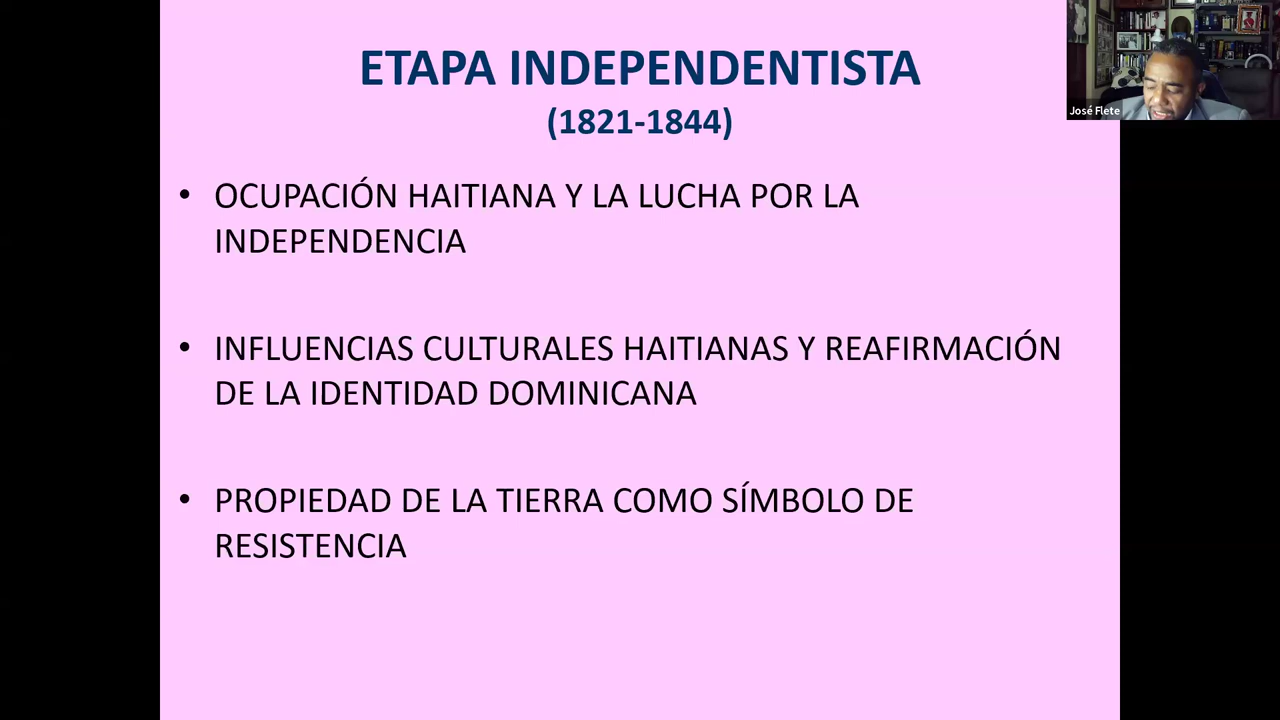 ETAPA INDEPENDENTISTA
(1821-1844)
José Flete
• OCUPACIÓN HAITIANA Y LA LUCHA POR LA
INDEPENDENCIA
• INFLUENCIAS CULTURALES HAITIANAS Y REAFIRMACIÓN
DE LA IDENTIDAD DOMINICANA
• PROPIEDAD DE LA TIERRA COMO SÍMBOLO DE
RESISTENCIA